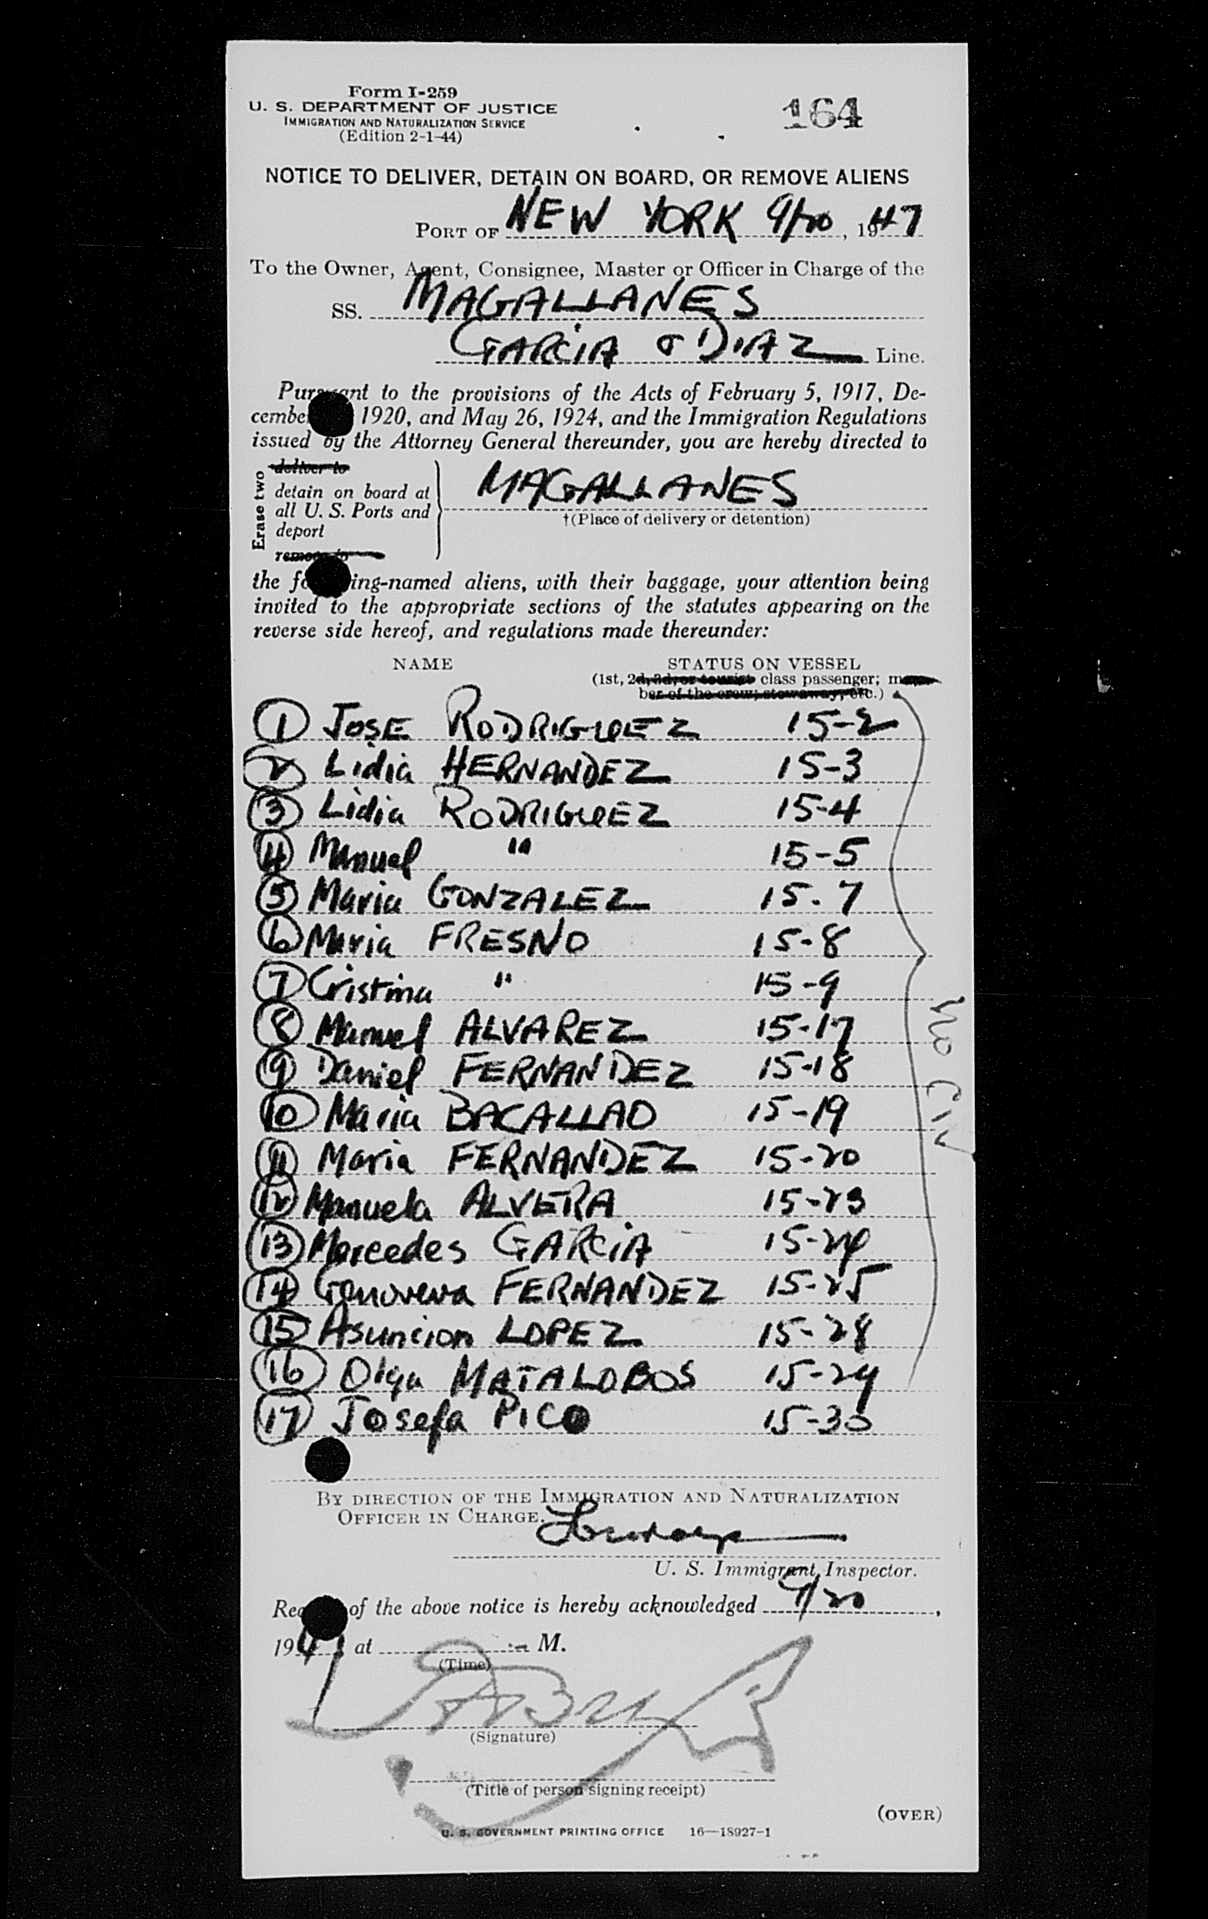 Form I-259
U. S. DEPARTMENT OF JUSTICE
IMMIGRATION AND NATURALIZATION SERVICE
(Edition 2-1-44)
164
NOTICE TO DELIVER, DETAIN ON BOARD, OR REMOVE ALIENS
PORT OF NEW YORK 9/20, 1947
To the Owner, Agent, Consignee, Master or Officer in Charge of the
SS. MAGALLANES
GARCIA & DIAZ Line.
Pursuant to the provisions of the Acts of February 5, 1917, De-
cember 1920, and May 26, 1924, and the Immigration Regulations
issued by the Attorney General thereunder, you are hereby directed to
Erase two
deliver to
detain on board at
all U. S. Ports and
deport
remove to
MAGALLANES
†(Place of delivery or detention)
the following-named aliens, with their baggage, your attention being
invited to the appropriate sections of the statutes appearing on the
reverse side hereof, and regulations made thereunder:
NAME STATUS ON VESSEL
(1st, 2d, 3d, or tourist class passenger; mem-
ber of the crew; stowaway, etc.)
1 JOSE RODRIGUEZ 15-2
2 Lidia HERNANDEZ 15-3
3 Lidia RODRIGUEZ 15-4
4 Manuel " 15-5
5 Maria GONZALEZ 15-7
6 Maria FRESNO 15-8
7 Cristina " 15-9
8 Manuel ALVAREZ 15-17
9 Daniel FERNANDEZ 15-18
10 Maria BACALLAO 15-19
11 Maria FERNANDEZ 15-20
12 Manuela ALVERA 15-23
13 Mercedes GARCIA 15-24
14 Genoveva FERNANDEZ 15-25
15 Asuncion LOPEZ 15-28
16 Olga MATALOBOS 15-29
17 Josefa PICO 15-30
No CIV
BY DIRECTION OF THE IMMIGRATION AND NATURALIZATION
OFFICER IN CHARGE.
U. S. Immigrant Inspector.
of the above notice is hereby acknowledged 9/20,
1947 at M.
(Time)
(Signature)
(Title of person signing receipt)
(OVER)
U. S. GOVERNMENT PRINTING OFFICE 16—18927-1